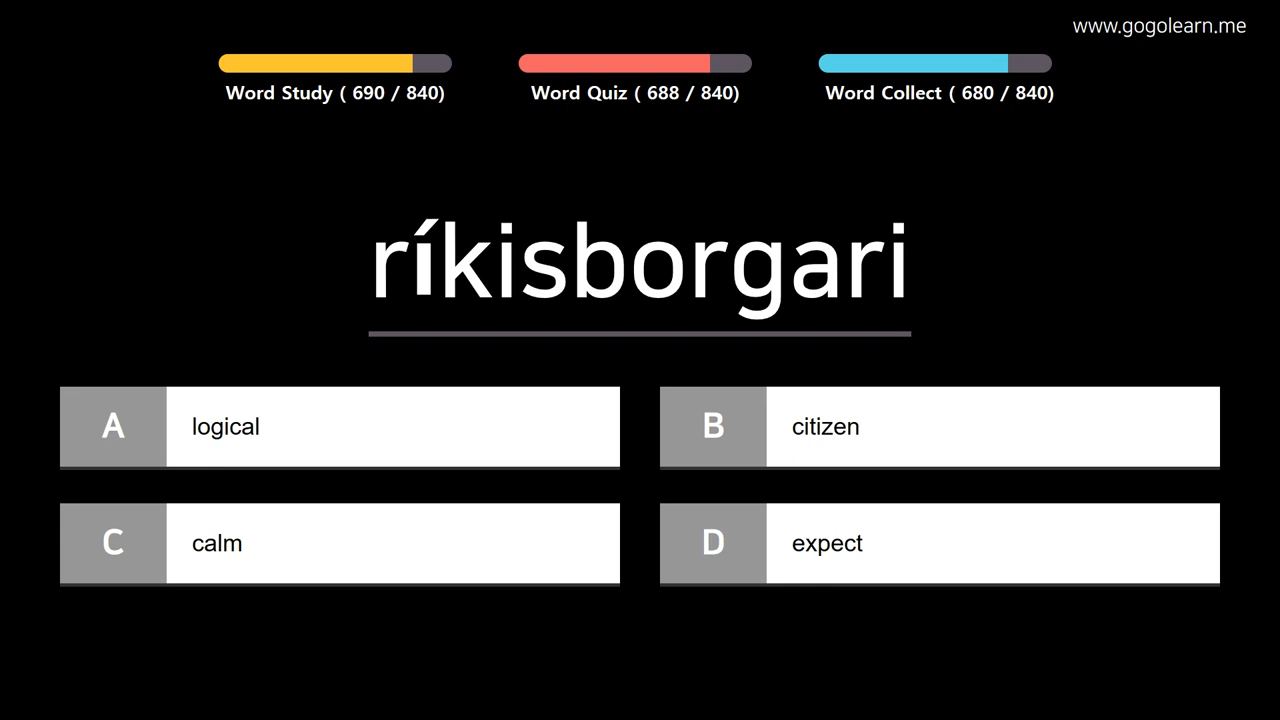 www.gogolearn.me
Word Study ( 690 / 840)
Word Quiz ( 688 / 840)
Word Collect ( 680 / 840)
ríkisborgari
A logical
B citizen
C calm
D expect